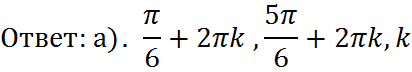 Ответ: а). π/6 + 2πk , 5π/6 + 2πk, k